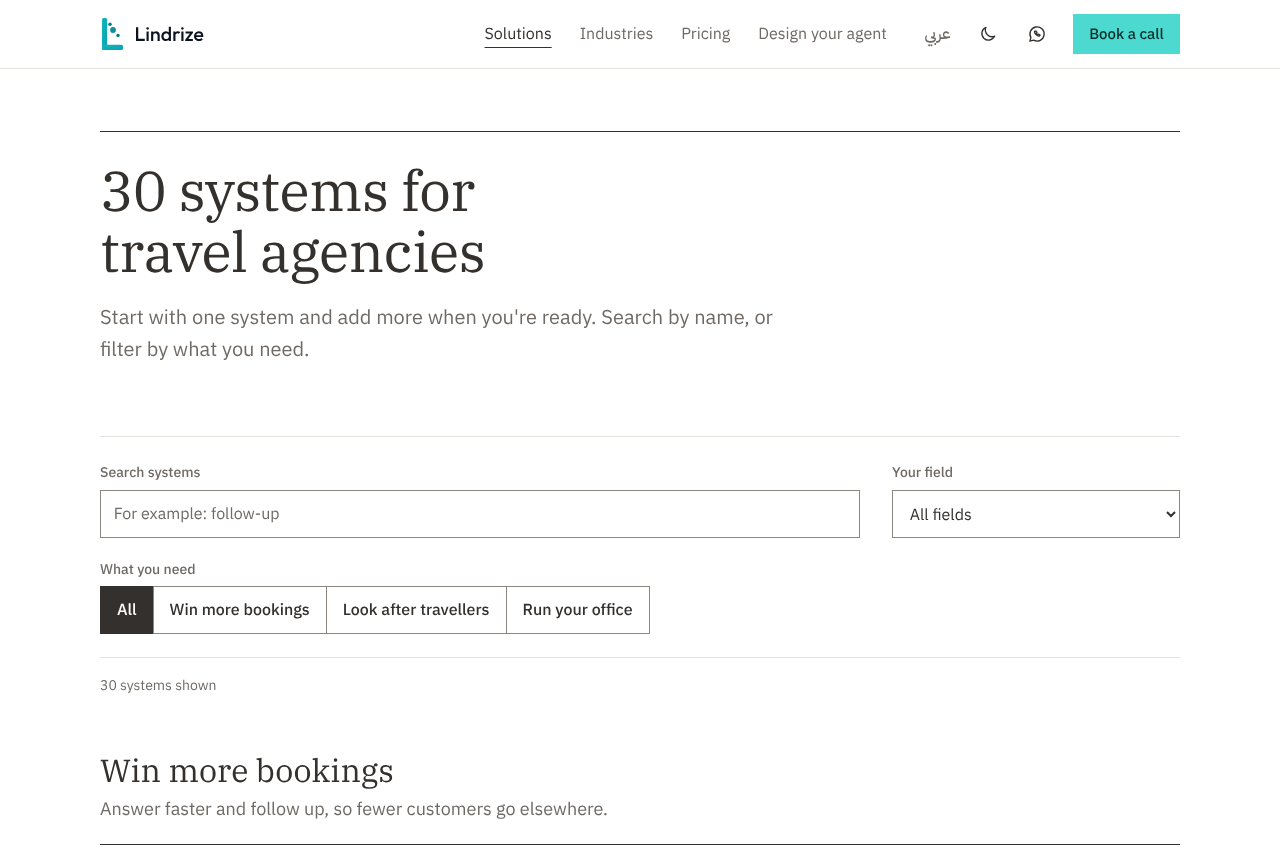 Lindrize
Solutions
Industries
Pricing
Design your agent
عربي
Book a call
30 systems for
travel agencies
Start with one system and add more when you're ready. Search by name, or
filter by what you need.
Search systems
Your field
For example: follow-up
All fields
What you need
All
Win more bookings
Look after travellers
Run your office
30 systems shown
Win more bookings
Answer faster and follow up, so fewer customers go elsewhere.